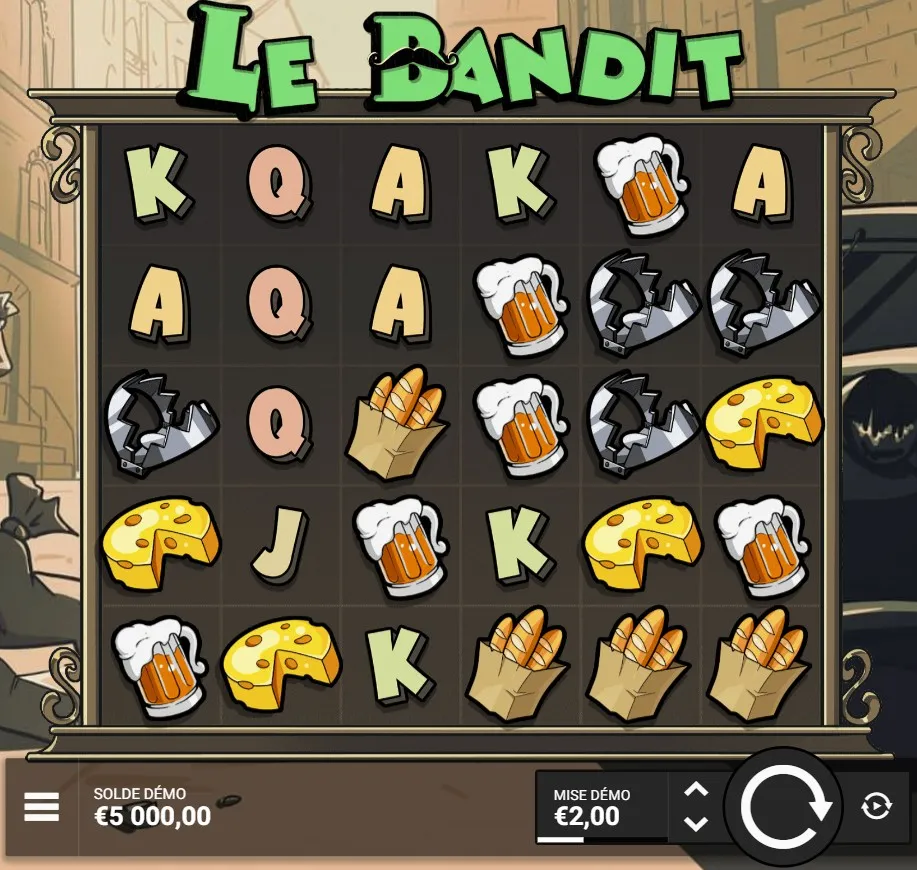 LE BANDIT
K Q A K A
A Q A
Q
J K
K
SOLDE DÉMO
€5 000,00
MISE DÉMO
€2,00